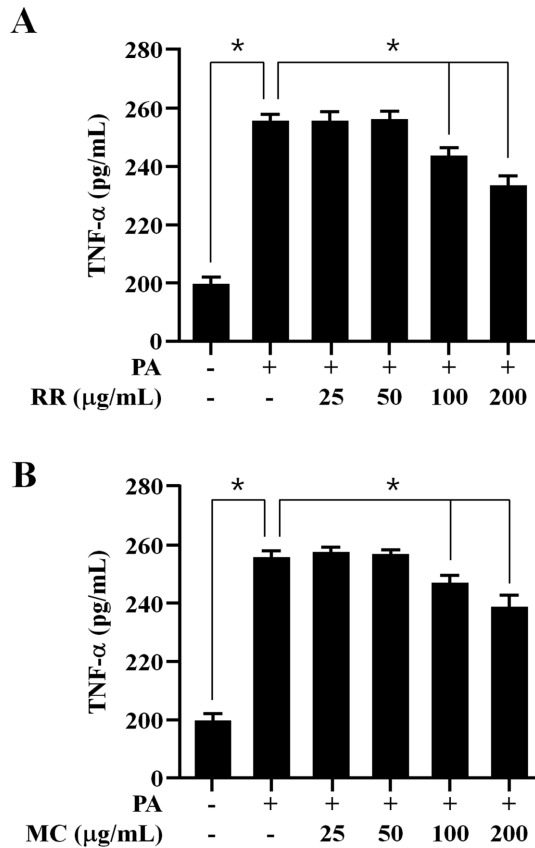 A
* *
280
260
240
220
200
0
TNF-α (pg/mL)
PA - + + + + +
RR (μg/mL) - - 25 50 100 200
B
* *
280
260
240
220
200
0
TNF-α (pg/mL)
PA - + + + + +
MC (μg/mL) - - 25 50 100 200